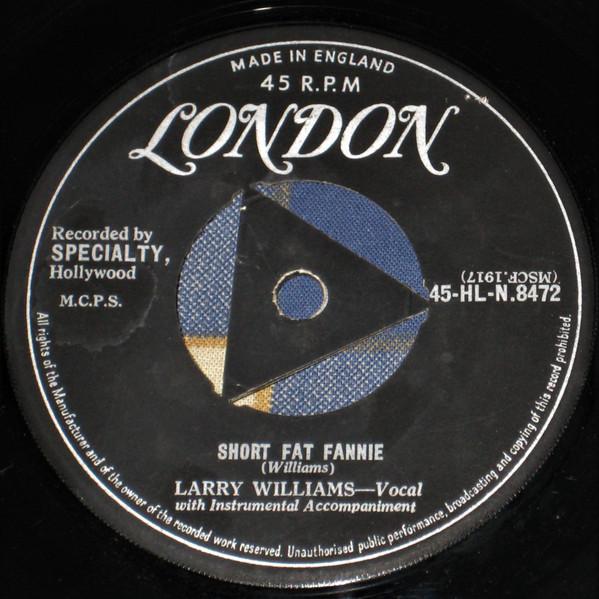 MADE IN ENGLAND
45 R.P.M
LONDON
Recorded by
SPECIALTY,
Hollywood
M.C.P.S.
(MSCF.1917)
45-HL-N.8472
SHORT FAT FANNIE
(Williams)
LARRY WILLIAMS—Vocal
with Instrumental Accompaniment
All rights of the Manufacturer and of the owner of the recorded work reserved. Unauthorised public performance, broadcasting and copying of this record prohibited.